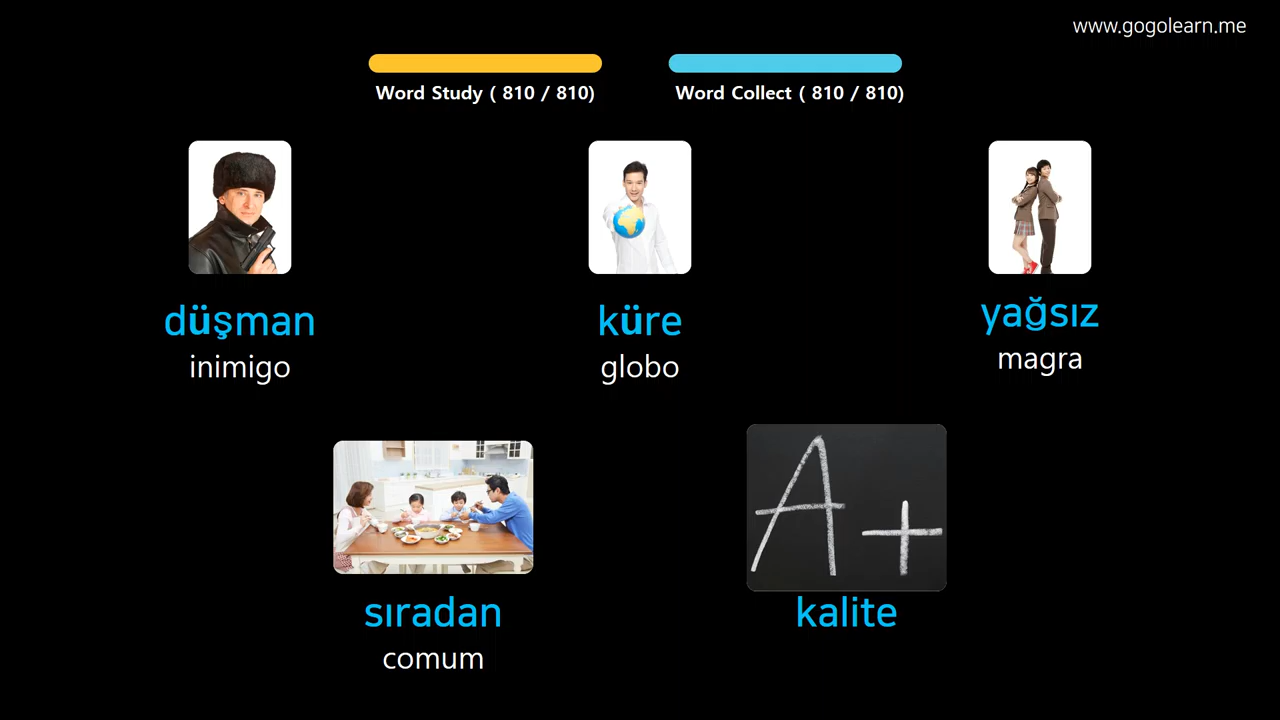 www.gogolearn.me
Word Study ( 810 / 810)
Word Collect ( 810 / 810)
düşman
inimigo
küre
globo
yağsız
magra
sıradan
comum
A+
kalite